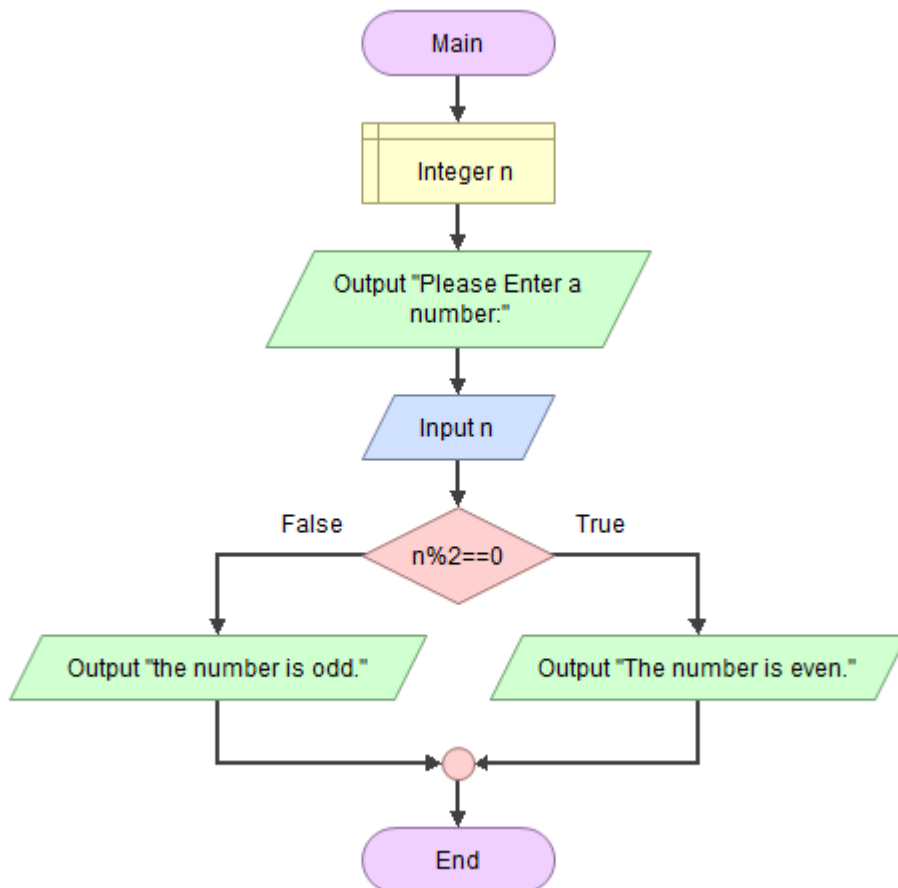 Main
Integer n
Output "Please Enter a
number:"
Input n
False
True
n%2==0
Output "the number is odd."
Output "The number is even."
End